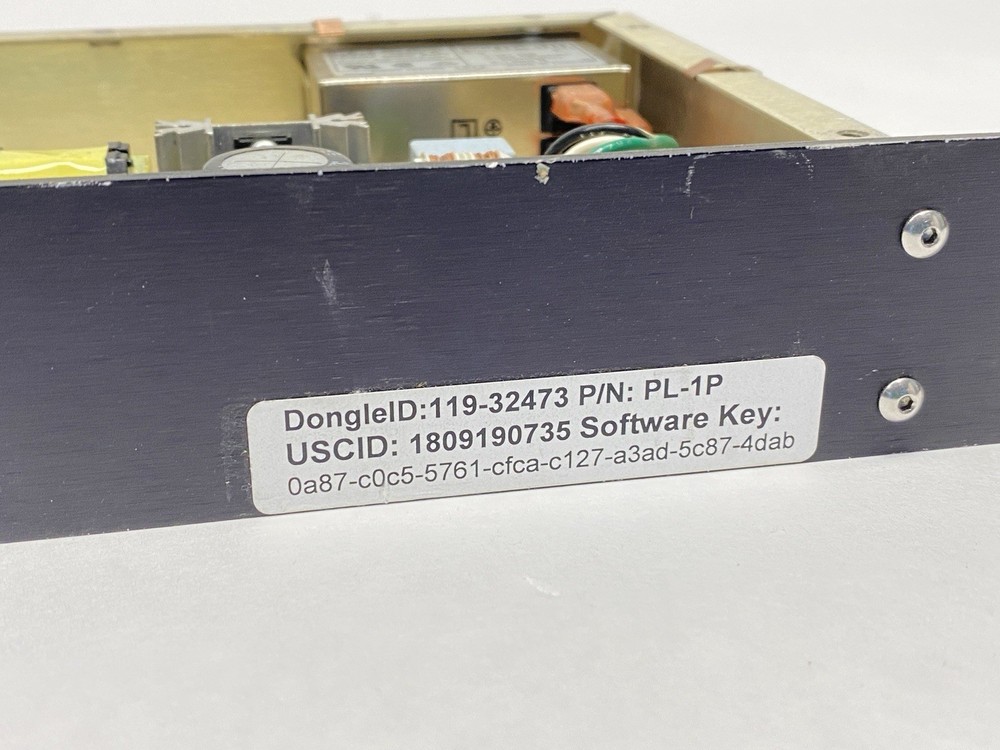 DongleID:119-32473 P/N: PL-1P
USCID: 1809190735 Software Key:
0a87-c0c5-5761-cfca-c127-a3ad-5c87-4dab